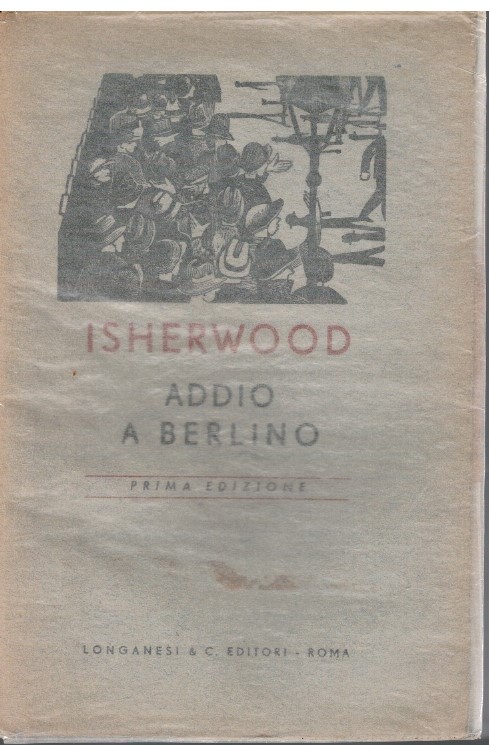 ISHERWOOD
ADDIO
A BERLINO
PRIMA EDIZIONE
LONGANESI & C. EDITORI - ROMA